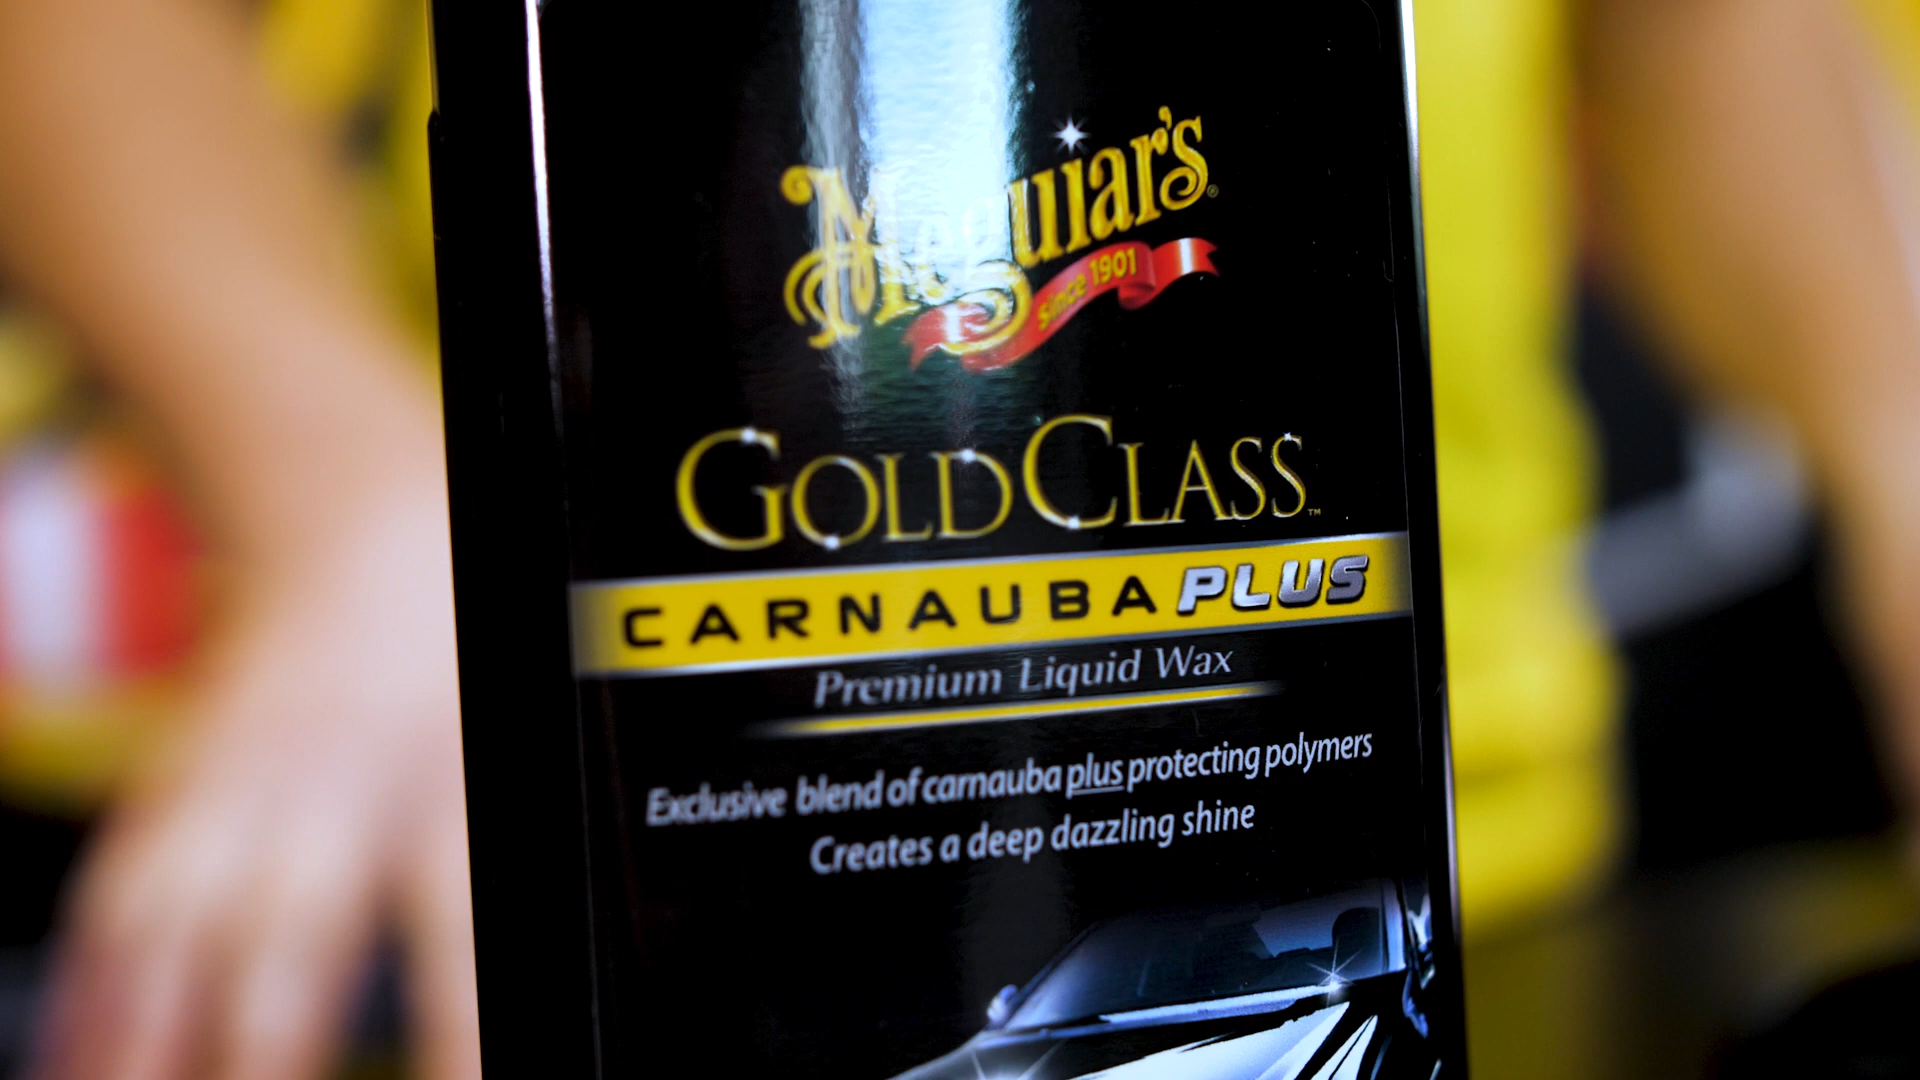 Meguiar's®
since 1901
GOLD CLASS™
CARNAUBA PLUS
Premium Liquid Wax
Exclusive blend of carnauba plus protecting polymers
Creates a deep dazzling shine